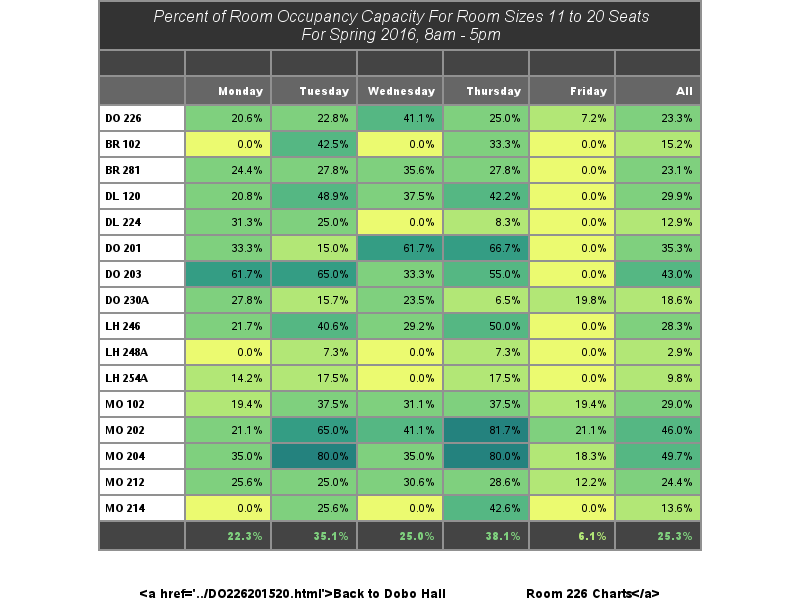 Percent of Room Occupancy Capacity For Room Sizes 11 to 20 Seats
For Spring 2016, 8am - 5pm
Monday Tuesday Wednesday Thursday Friday All
DO 226 20.6% 22.8% 41.1% 25.0% 7.2% 23.3%
BR 102 0.0% 42.5% 0.0% 33.3% 0.0% 15.2%
BR 281 24.4% 27.8% 35.6% 27.8% 0.0% 23.1%
DL 120 20.8% 48.9% 37.5% 42.2% 0.0% 29.9%
DL 224 31.3% 25.0% 0.0% 8.3% 0.0% 12.9%
DO 201 33.3% 15.0% 61.7% 66.7% 0.0% 35.3%
DO 203 61.7% 65.0% 33.3% 55.0% 0.0% 43.0%
DO 230A 27.8% 15.7% 23.5% 6.5% 19.8% 18.6%
LH 246 21.7% 40.6% 29.2% 50.0% 0.0% 28.3%
LH 248A 0.0% 7.3% 0.0% 7.3% 0.0% 2.9%
LH 254A 14.2% 17.5% 0.0% 17.5% 0.0% 9.8%
MO 102 19.4% 37.5% 31.1% 37.5% 19.4% 29.0%
MO 202 21.1% 65.0% 41.1% 81.7% 21.1% 46.0%
MO 204 35.0% 80.0% 35.0% 80.0% 18.3% 49.7%
MO 212 25.6% 25.0% 30.6% 28.6% 12.2% 24.4%
MO 214 0.0% 25.6% 0.0% 42.6% 0.0% 13.6%
22.3% 35.1% 25.0% 38.1% 6.1% 25.3%
<a href='../DO226201520.html'>Back to Dobo Hall Room 226 Charts</a>